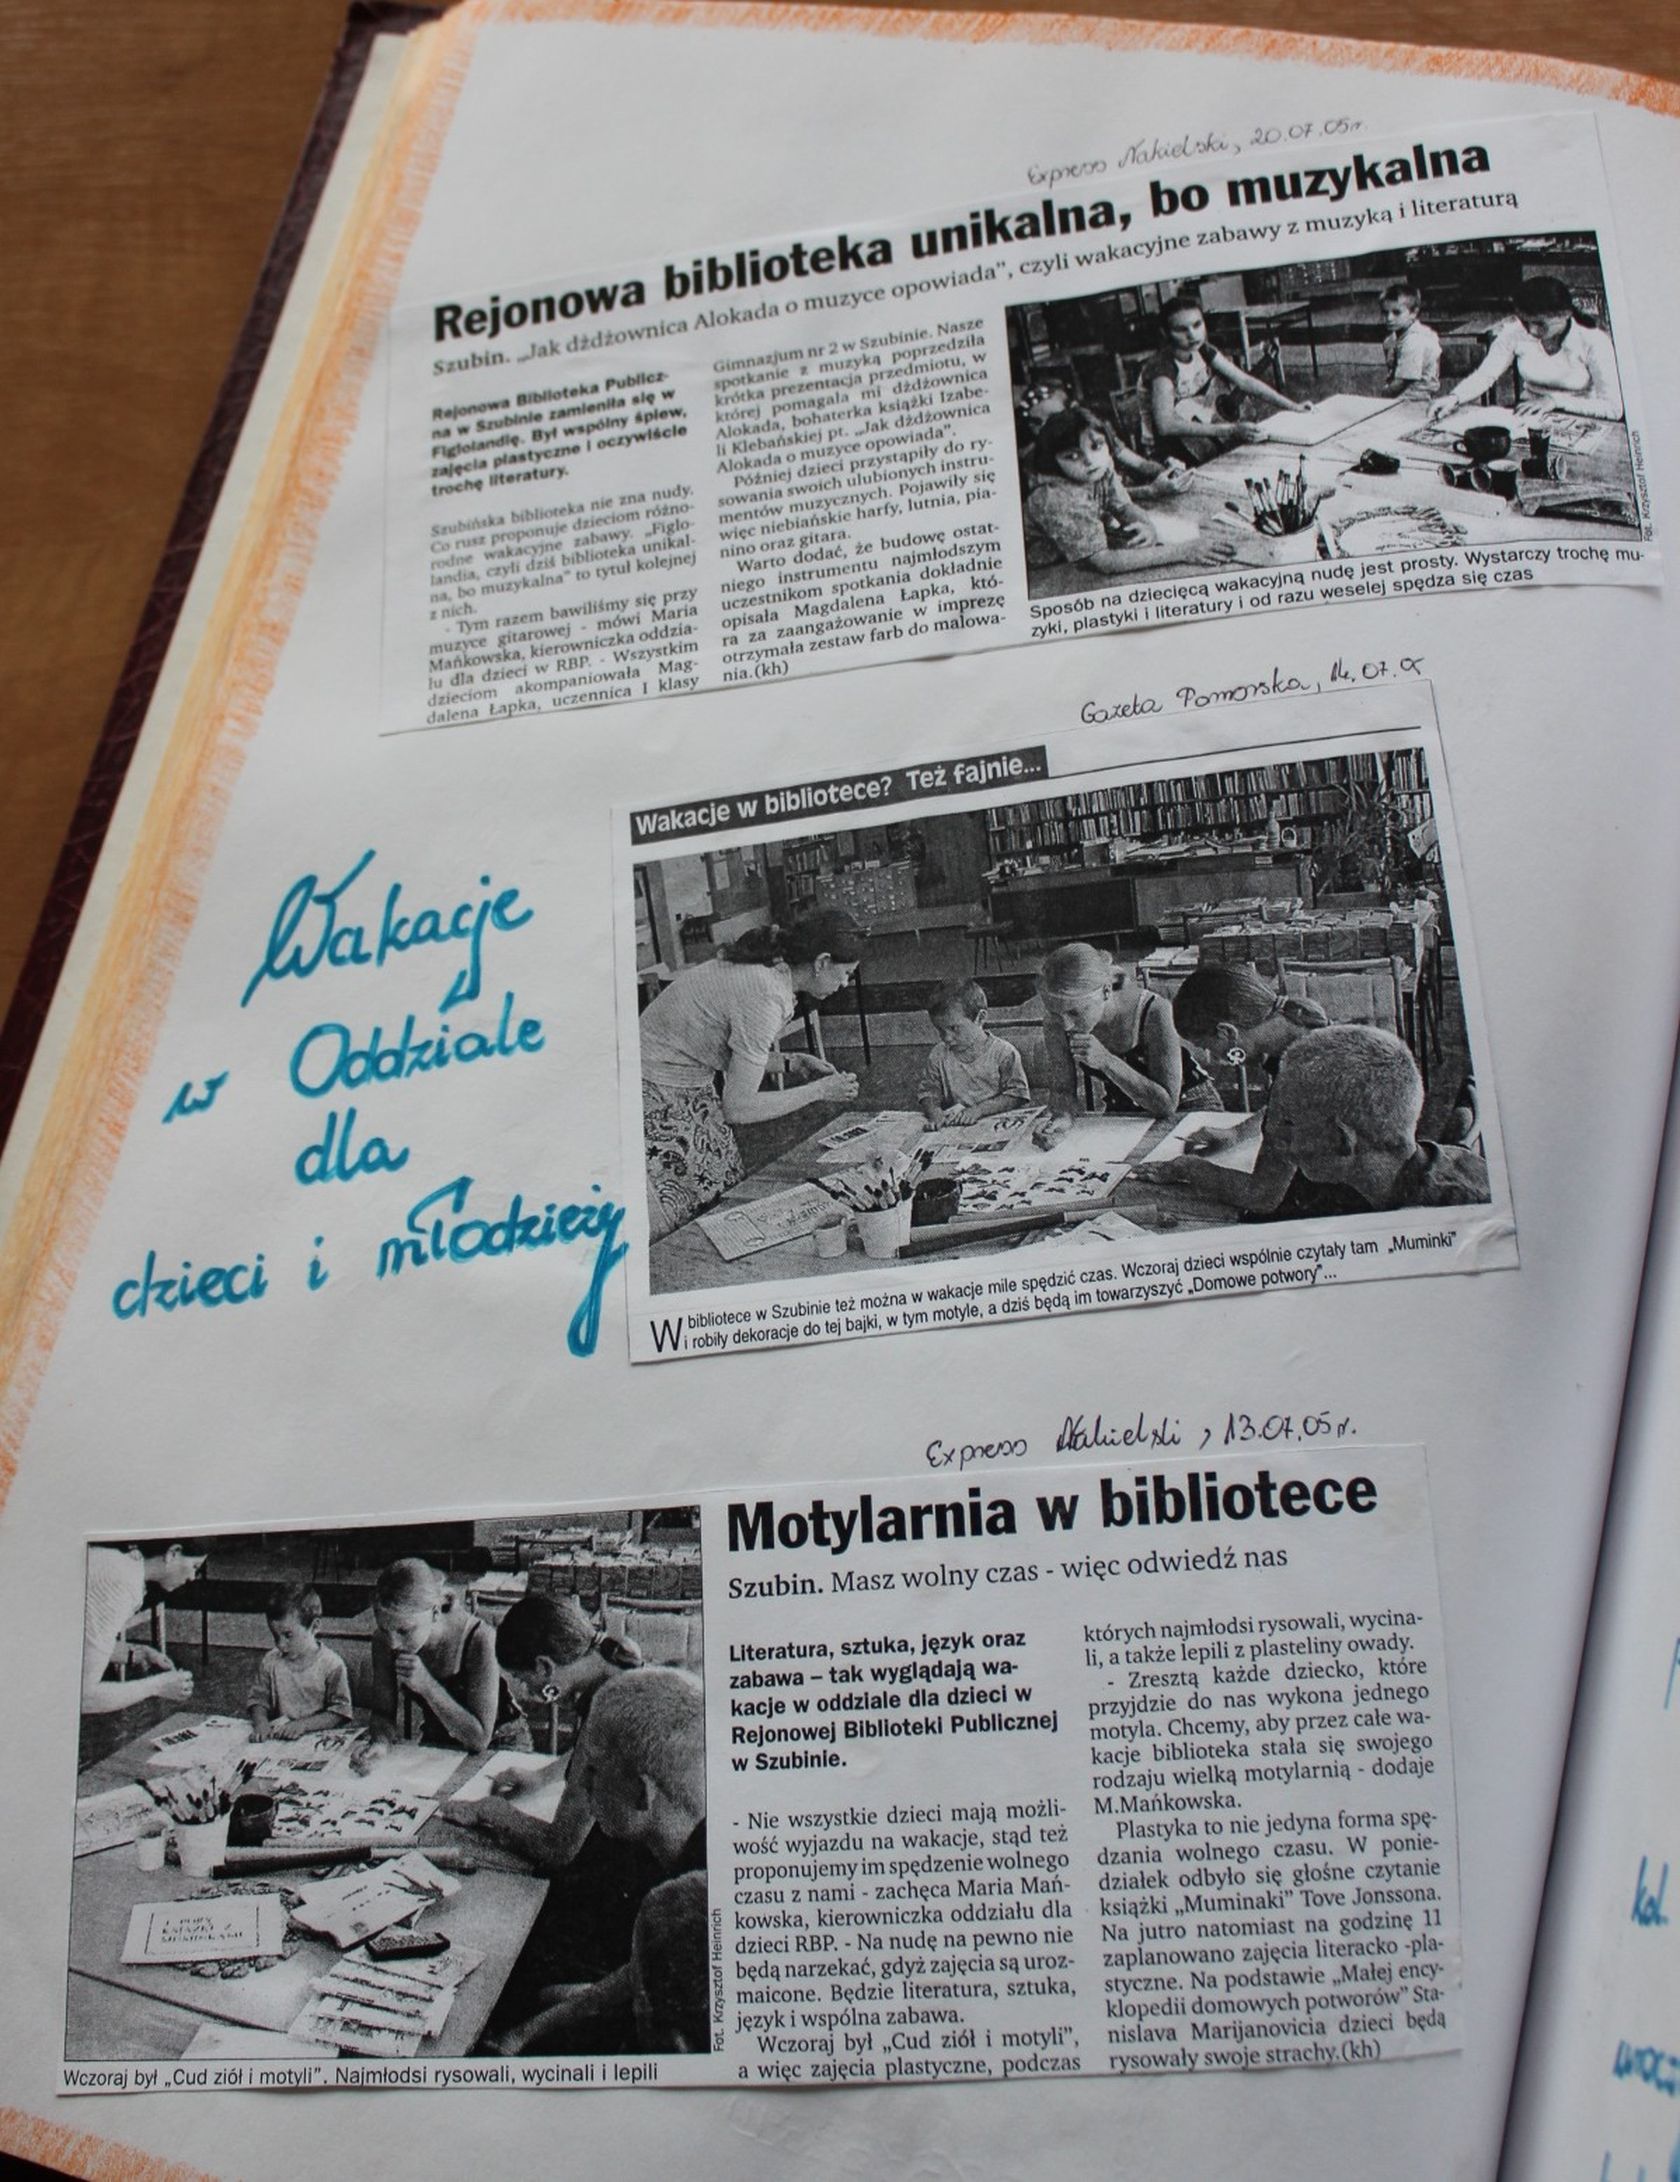 Express Nakielski, 20.07.05r.
Rejonowa biblioteka unikalna, bo muzykalna
Szubin. „Jak dżdżownica Alokada o muzyce opowiada”, czyli wakacyjne zabawy z muzyką i literaturą
Rejonowa Biblioteka Publicz-
na w Szubinie zamieniła się w
Figlolandię. Był wspólny śpiew,
zajęcia plastyczne i oczywiście
trochę literatury.
Szubińska biblioteka nie zna nudy.
Co rusz proponuje dzieciom różno-
rodne wakacyjne zabawy. „Figlo-
landia, czyli dziś biblioteka unikal-
na, bo muzykalna” to tytuł kolejnej
z nich.
- Tym razem bawiliśmy się przy
muzyce gitarowej - mówi Maria
Mańkowska, kierowniczka oddzia-
łu dla dzieci w RBP. - Wszystkim
dzieciom akompaniowała Mag-
dalena Łapka, uczennica I klasy
Gimnazjum nr 2 w Szubinie. Nasze
spotkanie z muzyką poprzedziła
krótka prezentacja przedmiotu, w
której pomagała mi dżdżownica
Alokada, bohaterka książki Izabe-
li Klebańskiej pt. „Jak dżdżownica
Alokada o muzyce opowiada”.
Później dzieci przystąpiły do ry-
sowania swoich ulubionych instru-
mentów muzycznych. Pojawiły się
więc niebiańskie harfy, lutnia, pia-
nino oraz gitara.
Warto dodać, że budowę ostat-
niego instrumentu najmłodszym
uczestnikom spotkania dokładnie
opisała Magdalena Łapka, któ-
ra za zaangażowanie w imprezę
otrzymała zestaw farb do malowa-
nia.(kh)
Fot. Krzysztof Heinrich
Sposób na dziecięcą wakacyjną nudę jest prosty. Wystarczy trochę mu-
zyki, plastyki i literatury i od razu weselej spędza się czas
Gazeta Pomorska, 14.07.05
Wakacje w bibliotece? Też fajnie...
W bibliotece w Szubinie też można w wakacje mile spędzić czas. Wczoraj dzieci wspólnie czytały tam „Muminki”
i robiły dekoracje do tej bajki, w tym motyle, a dziś będą im towarzyszyć „Domowe potwory”...
Wakacje
w Oddziale
dla
dzieci i młodzieży
Express Nakielski, 13.07.05r.
Motylarnia w bibliotece
Szubin. Masz wolny czas - więc odwiedź nas
Literatura, sztuka, język oraz
zabawa – tak wyglądają wa-
kacje w oddziale dla dzieci w
Rejonowej Biblioteki Publicznej
w Szubinie.
- Nie wszystkie dzieci mają możli-
wość wyjazdu na wakacje, stąd też
proponujemy im spędzenie wolnego
czasu z nami - zachęca Maria Mań-
kowska, kierowniczka oddziału dla
dzieci RBP. - Na nudę na pewno nie
będą narzekać, gdyż zajęcia są uroz-
maicone. Będzie literatura, sztuka,
język i wspólna zabawa.
Wczoraj był „Cud ziół i motyli”,
a więc zajęcia plastyczne, podczas
których najmłodsi rysowali, wycina-
li, a także lepili z plasteliny owady.
- Zresztą każde dziecko, które
przyjdzie do nas wykona jednego
motyla. Chcemy, aby przez całe wa-
kacje biblioteka stała się swojego
rodzaju wielką motylarnią - dodaje
M.Mańkowska.
Plastyka to nie jedyna forma spę-
dzania wolnego czasu. W ponie-
działek odbyło się głośne czytanie
książki „Muminaki” Tove Jonssona.
Na jutro natomiast na godzinę 11
zaplanowano zajęcia literacko -pla-
styczne. Na podstawie „Małej ency-
klopedii domowych potworów” Sta-
nislava Marijanovicia dzieci będą
rysowały swoje strachy.(kh)
Fot. Krzysztof Heinrich
Wczoraj był „Cud ziół i motyli”. Najmłodsi rysowali, wycinali i lepili
kol.